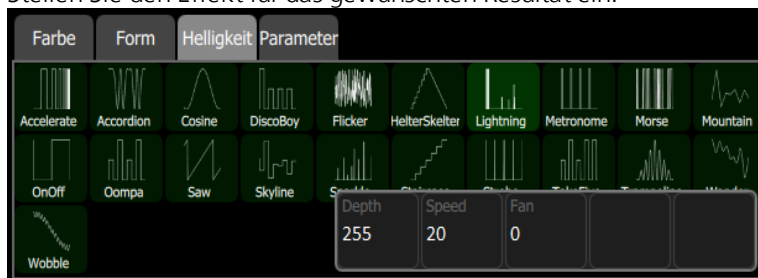 Stellen Sie den Effekt für das gewünschten Resultat ein.
Farbe Form Helligkeit Parameter
Accelerate Accordion Cosine DiscoBoy Flicker HelterSkelter Lightning Metronome Morse Mountain
OnOff Oompa Saw Skyline
Depth Speed Fan
255 20 0
Wobble